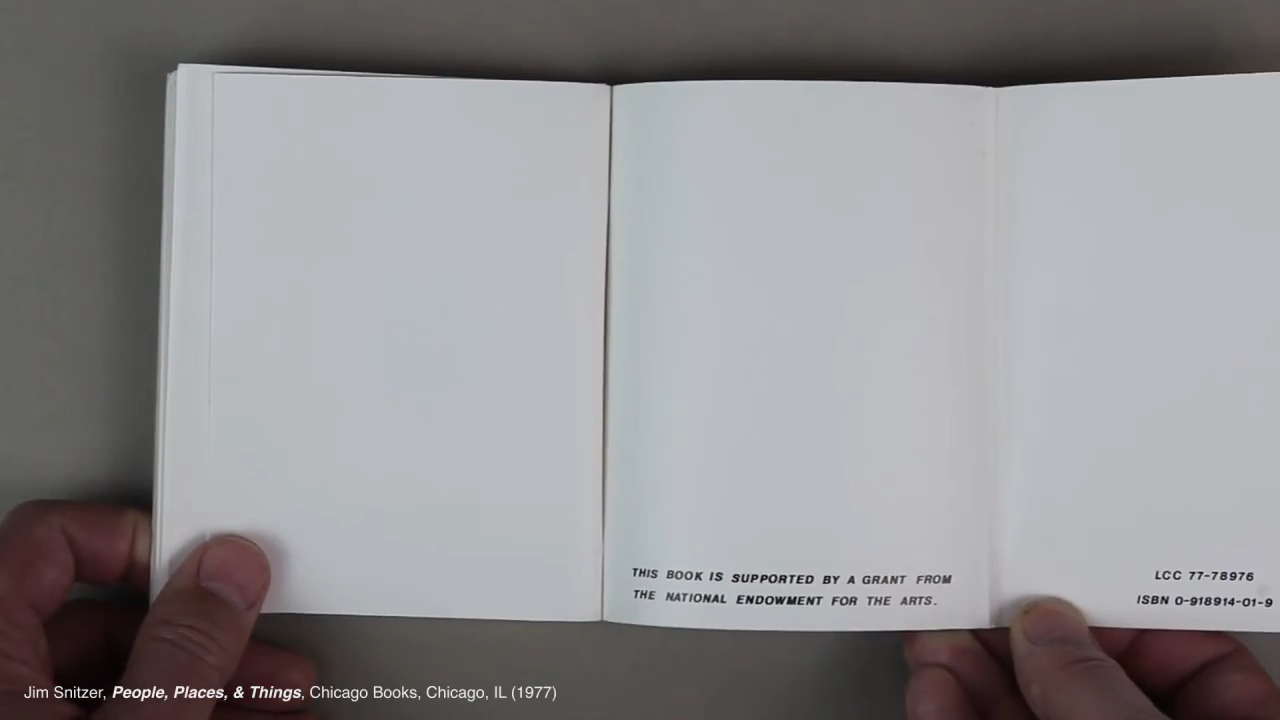 THIS BOOK IS SUPPORTED BY A GRANT FROM
THE NATIONAL ENDOWMENT FOR THE ARTS.
LCC 77-78976
ISBN 0-918914-01-9
Jim Snitzer, People, Places, & Things, Chicago Books, Chicago, IL (1977)